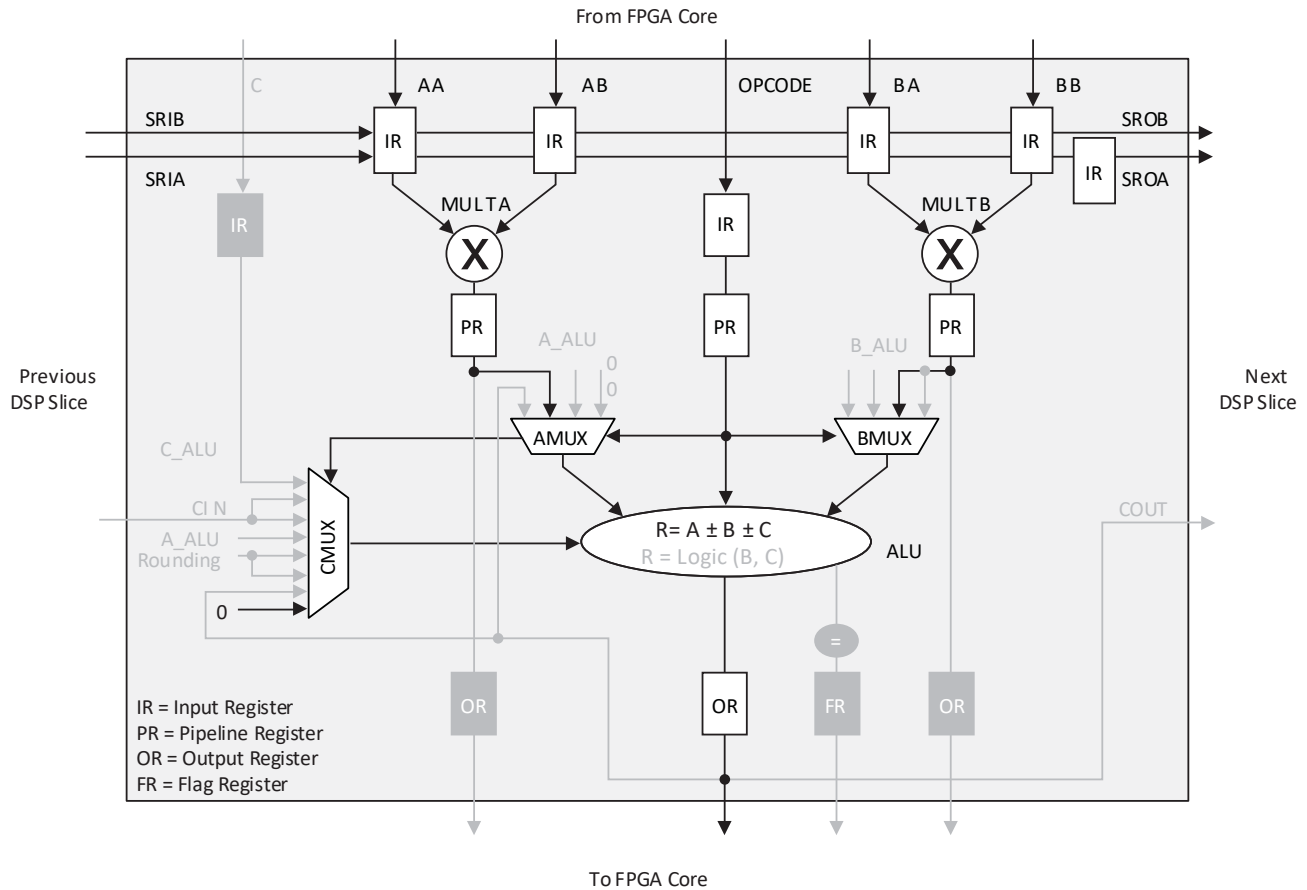 From FPGA Core
C
AA
AB
OPCODE
BA
BB
SRIB
SROB
IR
IR
IR
IR
IR
SRIA
SROA
MULTA
MULTB
IR
IR
X
X
PR
PR
PR
A_ALU
B_ALU
0
0
Previous
DSP Slice
Next
DSP Slice
AMUX
BMUX
C_ALU
CIN
COUT
A_ALU
Rounding
CMUX
R= A ± B ± C
R = Logic (B, C)
ALU
0
=
OR
OR
FR
OR
IR = Input Register
PR = Pipeline Register
OR = Output Register
FR = Flag Register
To FPGA Core